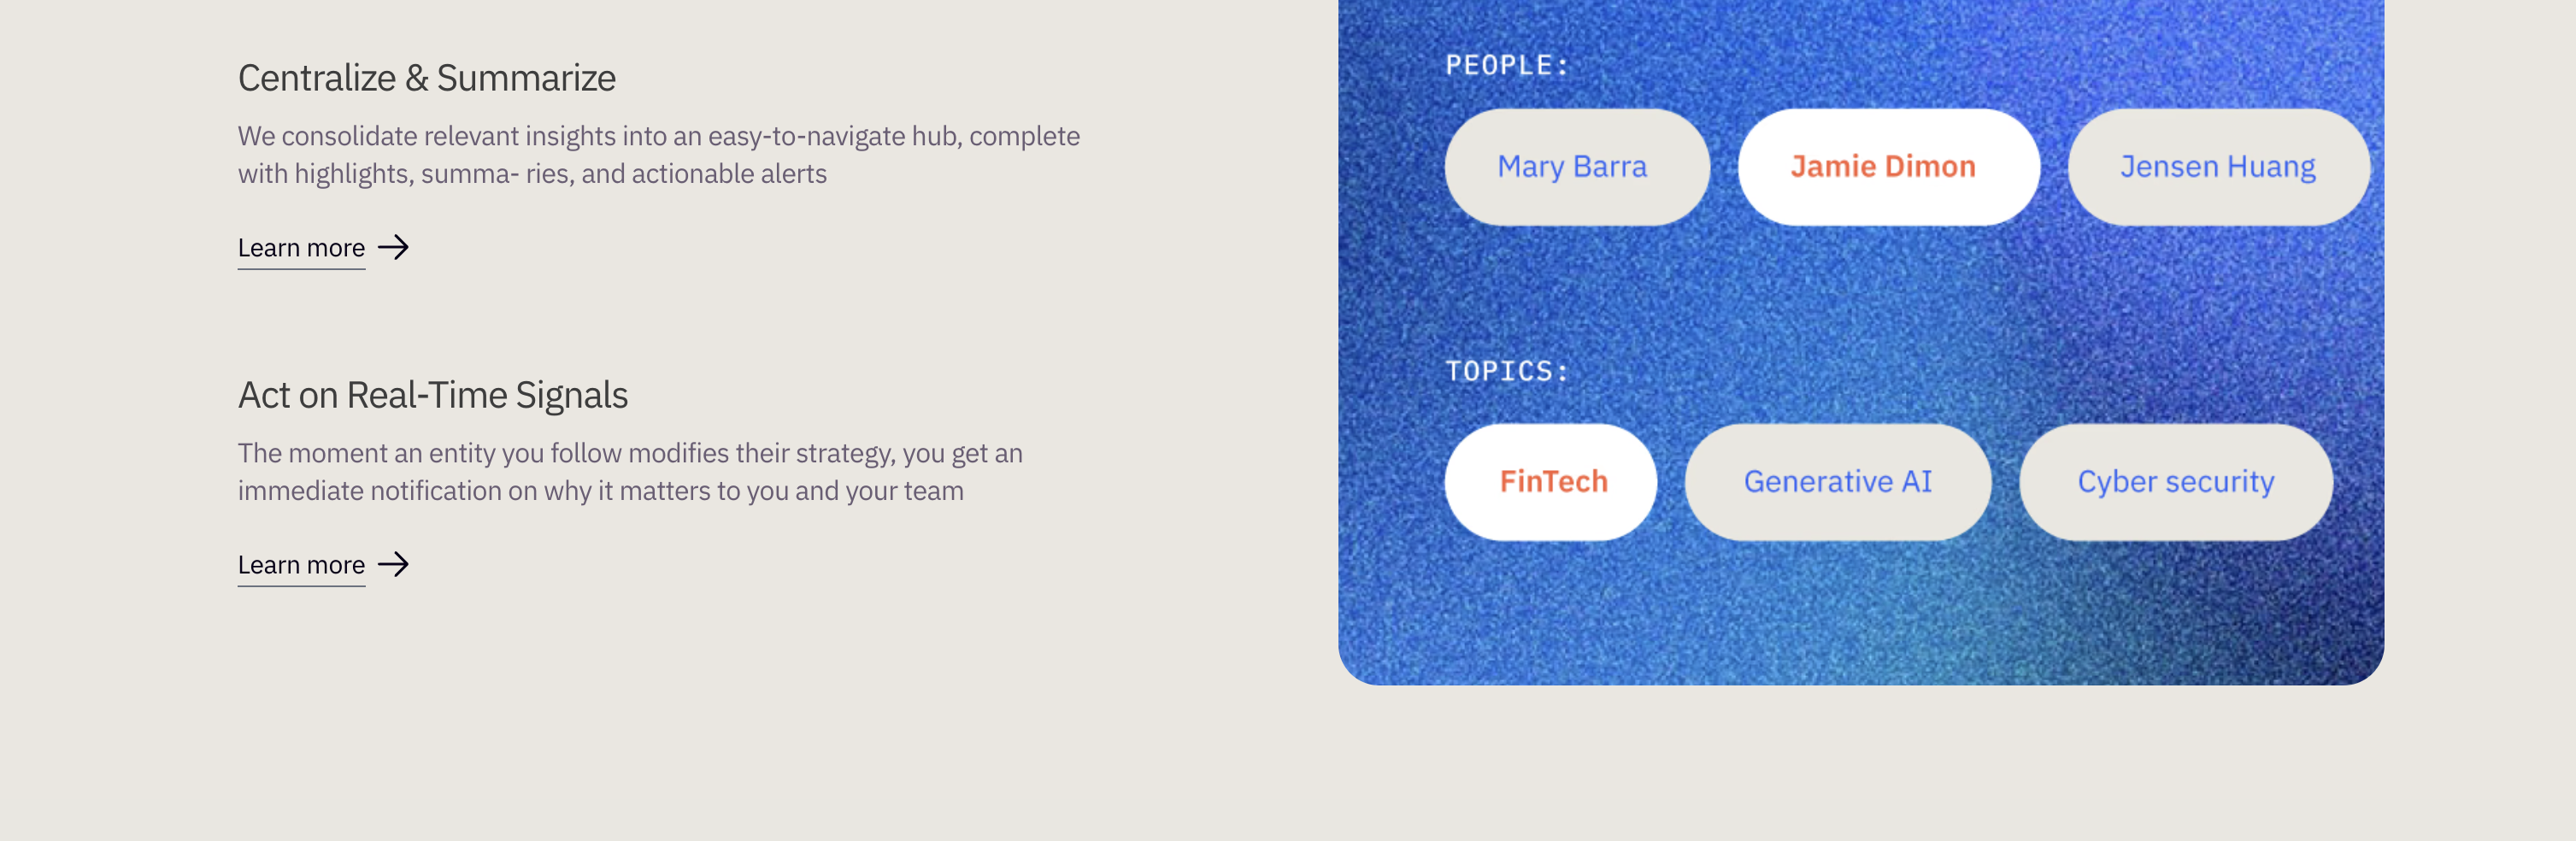 Centralize & Summarize
We consolidate relevant insights into an easy-to-navigate hub, complete
with highlights, summa- ries, and actionable alerts
Learn more
Act on Real-Time Signals
The moment an entity you follow modifies their strategy, you get an
immediate notification on why it matters to you and your team
Learn more
PEOPLE:
Mary Barra Jamie Dimon Jensen Huang
TOPICS:
FinTech Generative AI Cyber security